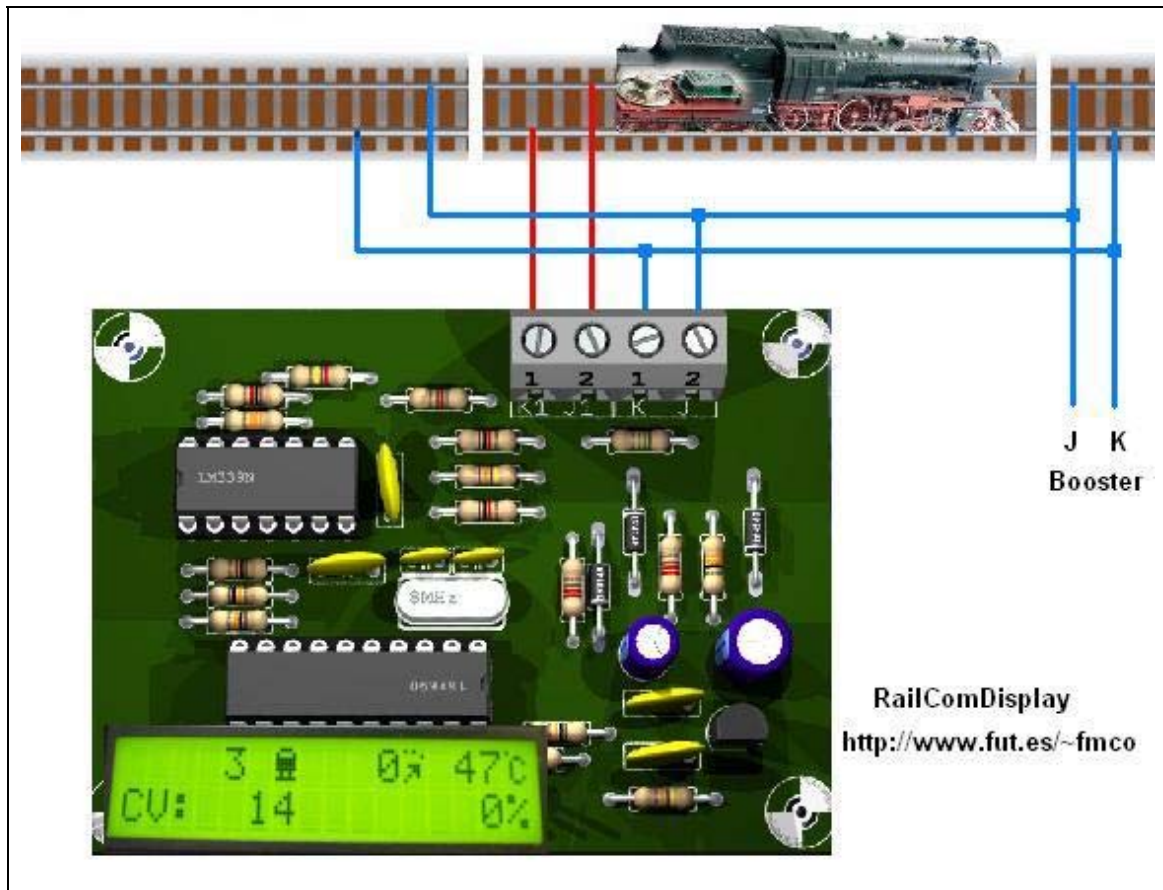 1 2 1 2
K1 J1 K J
LM339N
8MHz
J K
Booster
RailComDisplay
http://www.fut.es/~fmco
3 0 47°C
CV: 14 0%